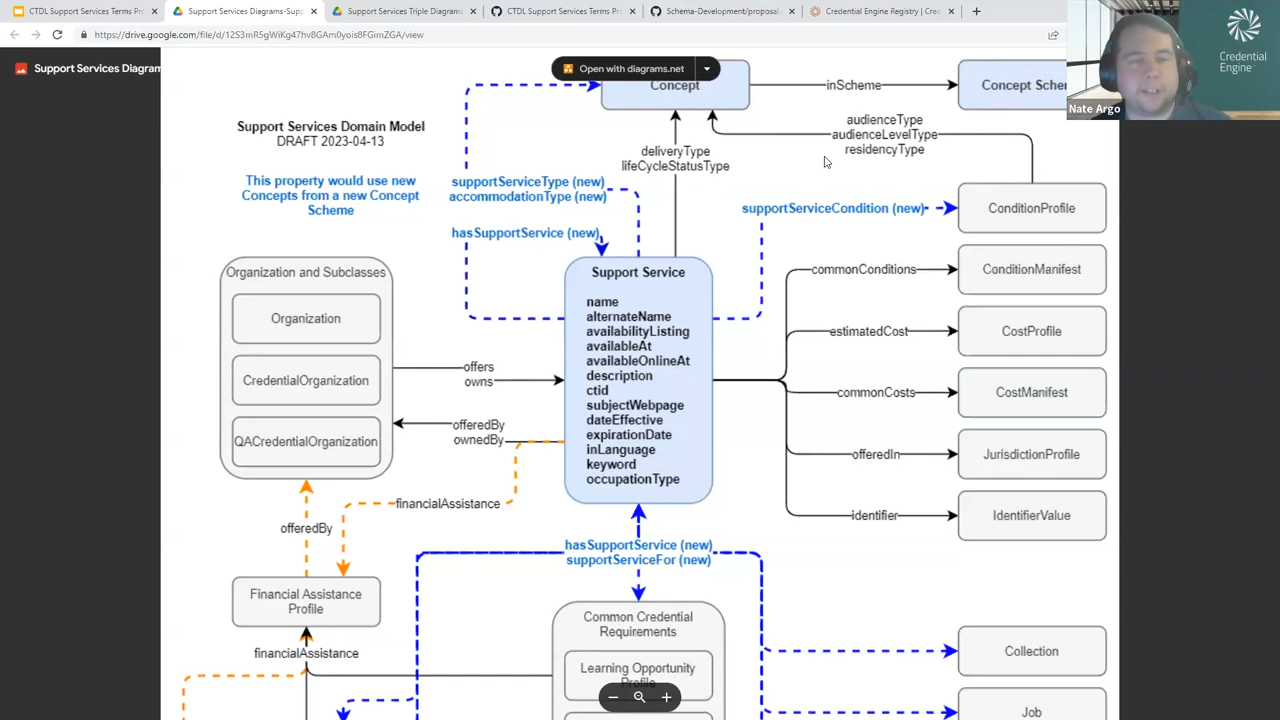 CTDL Support Services Terms Pro
Support Services Diagrams-Supp
Support Services Triple Diagrams
CTDL Support Services Terms Pro
Schema-Development/proposal
Credential Engine Registry | Cred
https://drive.google.com/file/d/12S3mR5gWiKg47hv8GAm0yois8FGimZGA/view
Support Services Diagram
Open with diagrams.net
Credential
Engine
Nate Argo
Concept
inScheme
Concept Sche
Support Services Domain Model
DRAFT 2023-04-13
This property would use new
Concepts from a new Concept
Scheme
audienceType
audienceLevelType
residencyType
deliveryType
lifeCycleStatusType
supportServiceType (new)
accommodationType (new)
hasSupportService (new)
supportServiceCondition (new)
ConditionProfile
Organization and Subclasses
Organization
CredentialOrganization
QACredentialOrganization
Support Service
name
alternateName
availabilityListing
availableAt
availableOnlineAt
description
ctid
subjectWebpage
dateEffective
expirationDate
inLanguage
keyword
occupationType
commonConditions
ConditionManifest
estimatedCost
CostProfile
commonCosts
CostManifest
offeredIn
JurisdictionProfile
identifier
IdentifierValue
offers
owns
offeredBy
ownedBy
financialAssistance
offeredBy
hasSupportService (new)
supportServiceFor (new)
Financial Assistance
Profile
financialAssistance
Common Credential
Requirements
Learning Opportunity
Profile
Collection
Job